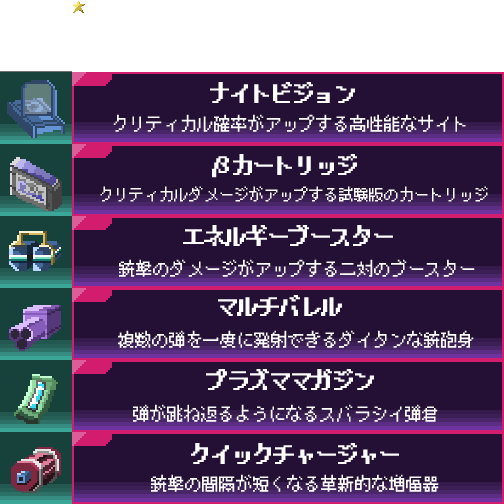 ナイトビジョン
クリティカル確率がアップする高性能なサイト
βカートリッジ
クリティカルダメージがアップする試験版のカートリッジ
エネルギーブースター
銃撃のダメージがアップする二対のブースター
マルチバレル
複数の弾を一度に発射できるダイタンな銃砲身
プラズママガジン
弾が跳ね返るようになるスバラシイ弾倉
クイックチャージャー
銃撃の間隔が短くなる革新的な増幅器